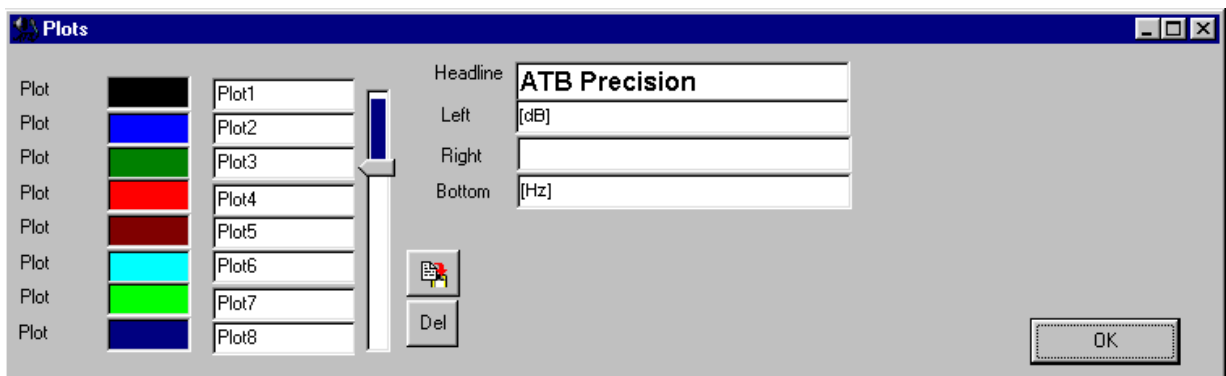 Plots
Plot Plot1
Plot Plot2
Plot Plot3
Plot Plot4
Plot Plot5
Plot Plot6
Plot Plot7
Plot Plot8
Headline ATB Precision
Left [dB]
Right
Bottom [Hz]
Del
OK